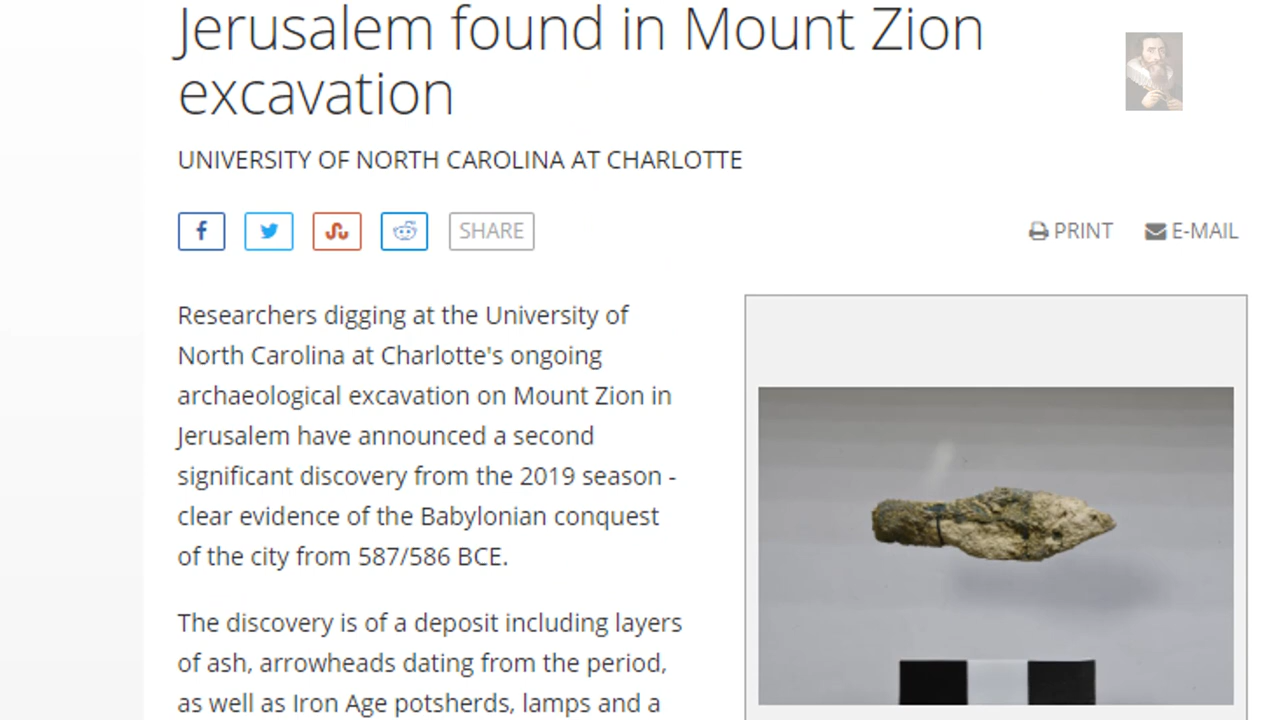 Jerusalem found in Mount Zion
excavation
UNIVERSITY OF NORTH CAROLINA AT CHARLOTTE
SHARE
PRINT
E-MAIL
Researchers digging at the University of
North Carolina at Charlotte's ongoing
archaeological excavation on Mount Zion in
Jerusalem have announced a second
significant discovery from the 2019 season -
clear evidence of the Babylonian conquest
of the city from 587/586 BCE.
The discovery is of a deposit including layers
of ash, arrowheads dating from the period,
as well as Iron Age potsherds, lamps and a